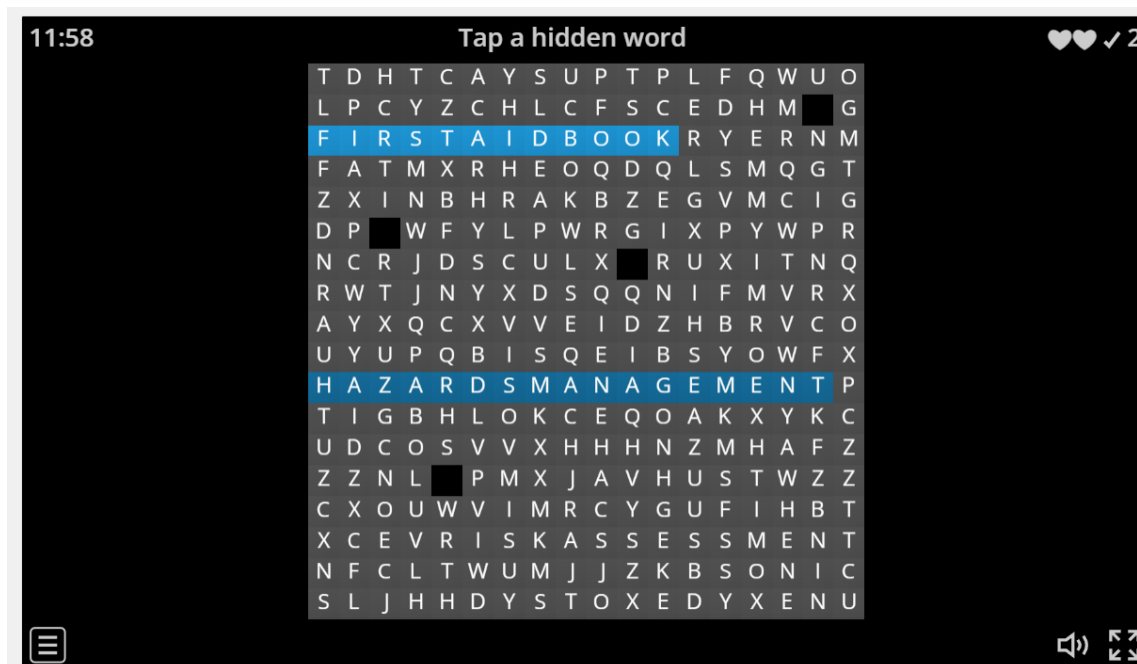 11:58 Tap a hidden word 2
T D H T C A Y S U P T P L F Q W U O
L P C Y Z C H L C F S C E D H M G
F I R S T A I D B O O K R Y E R N M
F A T M X R H E O Q D Q L S M Q G T
Z X I N B H R A K B Z E G V M C I G
D P W F Y L P W R G I X P Y W P R
N C R J D S C U L X R U X I T N Q
R W T J N Y X D S Q Q N I F M V R X
A Y X Q C X V V E I D Z H B R V C O
U Y U P Q B I S Q E I B S Y O W F X
H A Z A R D S M A N A G E M E N T P
T I G B H L O K C E Q O A K X Y K C
U D C O S V V X H H H N Z M H A F Z
Z Z N L P M X J A V H U S T W Z Z
C X O U W V I M R C Y G U F I H B T
X C E V R I S K A S S E S S M E N T
N F C L T W U M J J Z K B S O N I C
S L J H H D Y S T O X E D Y X E N U